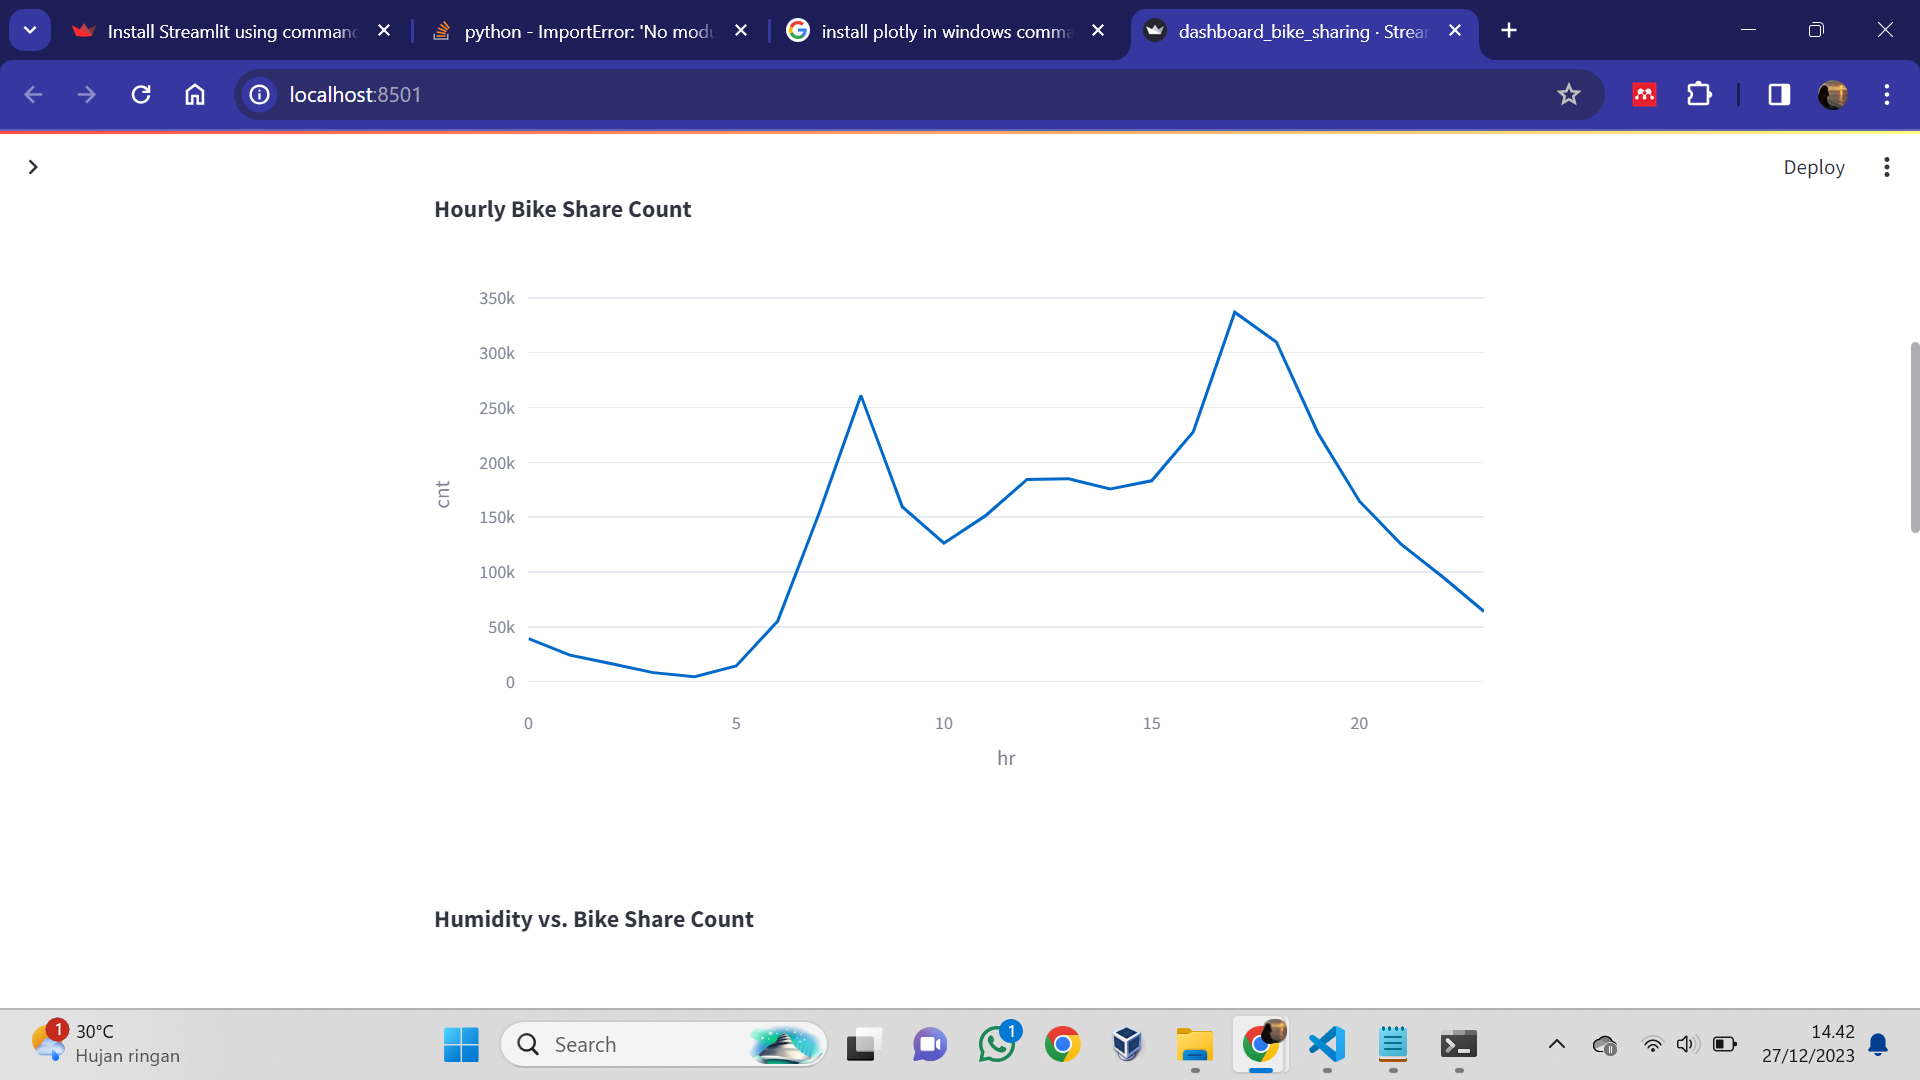 Install Streamlit using command
python - ImportError: 'No modu
install plotly in windows comma
dashboard_bike_sharing · Strear
localhost:8501
Deploy
Hourly Bike Share Count
350k
300k
250k
200k
150k
100k
50k
0
cnt
0 5 10 15 20
hr
Humidity vs. Bike Share Count
1
30°C
Hujan ringan
Search
1
14.42
27/12/2023